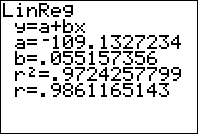 LinReg
y=a+bx
a=-109.1327234
b=.055157356
r²=.9724257799
r=.9861165143